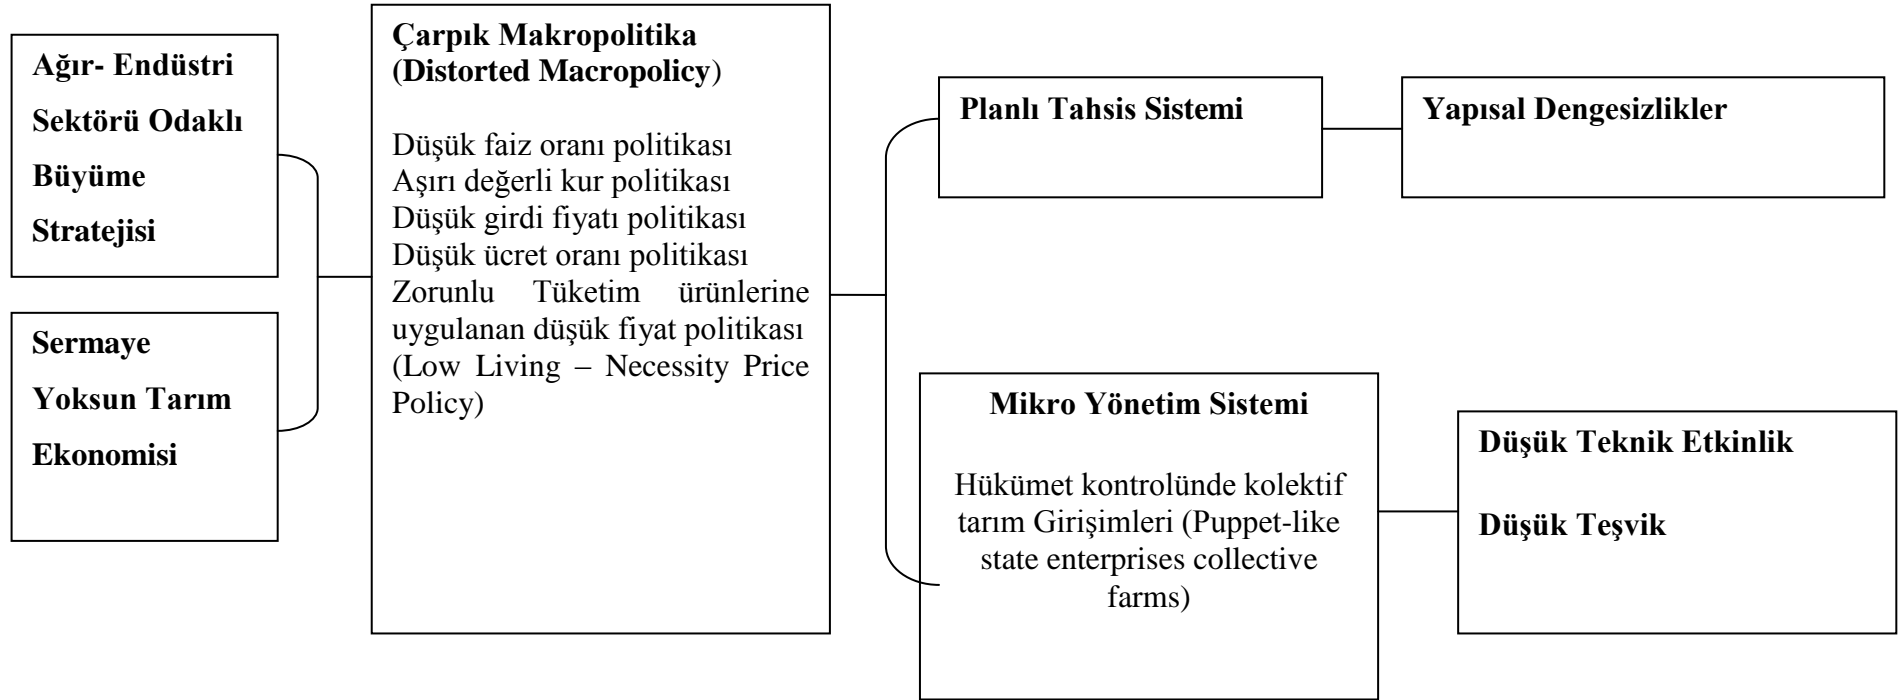 Ağır- Endüstri
Sektörü Odaklı
Büyüme
Stratejisi
Sermaye
Yoksun Tarım
Ekonomisi
Çarpık Makropolitika
(Distorted Macropolicy)
Düşük faiz oranı politikası
Aşırı değerli kur politikası
Düşük girdi fiyatı politikası
Düşük ücret oranı politikası
Zorunlu Tüketim ürünlerine
uygulanan düşük fiyat politikası
(Low Living – Necessity Price
Policy)
Planlı Tahsis Sistemi
Yapısal Dengesizlikler
Mikro Yönetim Sistemi
Hükümet kontrolünde kolektif
tarım Girişimleri (Puppet-like
state enterprises collective
farms)
Düşük Teknik Etkinlik
Düşük Teşvik